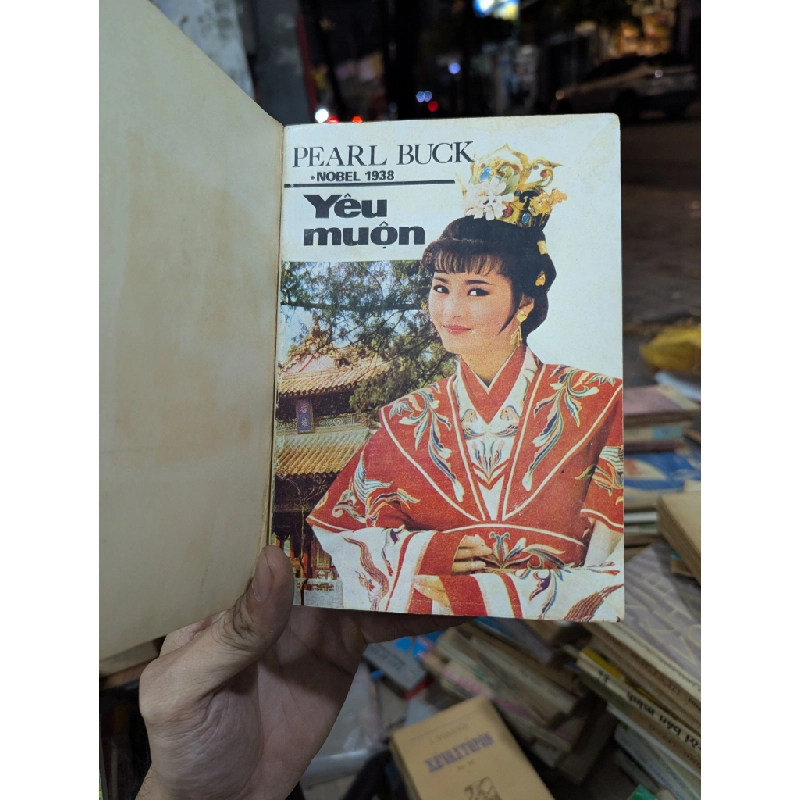 PEARL BUCK
•NOBEL 1938
Yêu
muộn